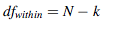 df_within = N − k